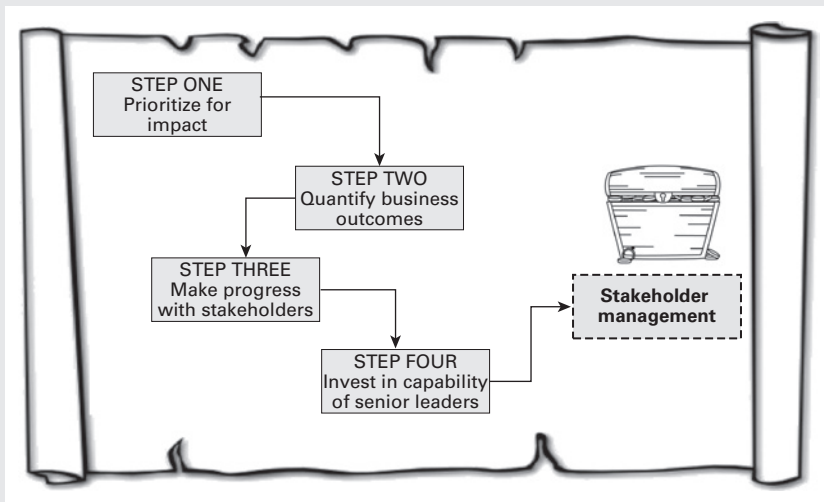 STEP ONE
Prioritize for
impact
STEP TWO
Quantify business
outcomes
STEP THREE
Make progress
with stakeholders
STEP FOUR
Invest in capability
of senior leaders
Stakeholder
management